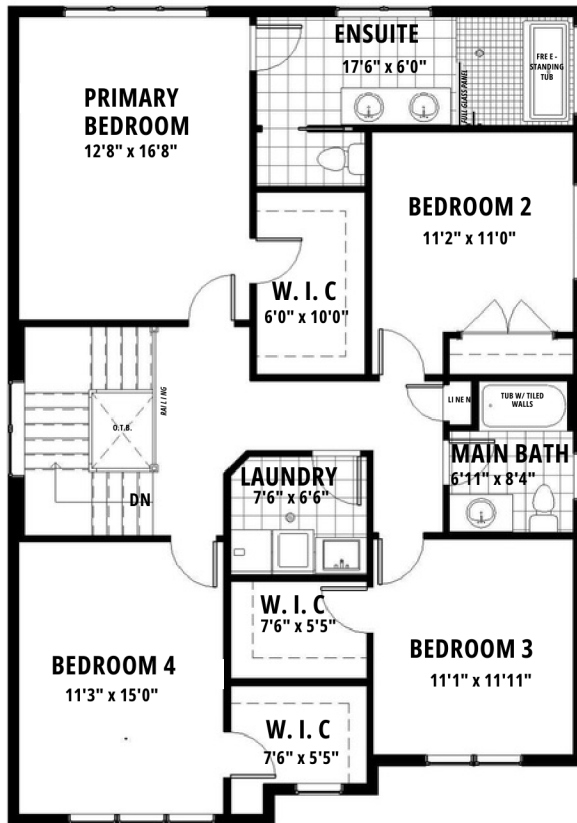 ENSUITE
17'6" x 6'0"
FULL GLASS PANEL
FREE-
STANDING
TUB
PRIMARY
BEDROOM
12'8" x 16'8"
BEDROOM 2
11'2" x 11'0"
W. I. C
6'0" x 10'0"
RAILING
O.T.B.
DN
LINEN
TUB W/ TILED
WALLS
MAIN BATH
6'11" x 8'4"
LAUNDRY
7'6" x 6'6"
W. I. C
7'6" x 5'5"
BEDROOM 3
11'1" x 11'11"
BEDROOM 4
11'3" x 15'0"
W. I. C
7'6" x 5'5"